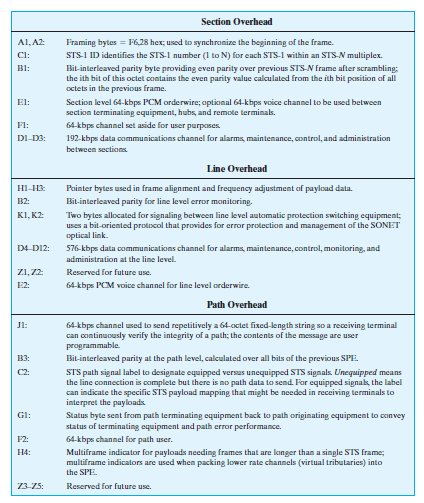 Section Overhead
A1, A2: Framing bytes = F6,28 hex; used to synchronize the beginning of the frame.
C1: STS-1 ID identifies the STS-1 number (1 to N) for each STS-1 within an STS-N multiplex.
B1: Bit-interleaved parity byte providing even parity over previous STS-N frame after scrambling;
the ith bit of this octet contains the even parity value calculated from the ith bit position of all
octets in the previous frame.
E1: Section level 64-kbps PCM orderwire; optional 64-kbps voice channel to be used between
section terminating equipment, hubs, and remote terminals.
F1: 64-kbps channel set aside for user purposes.
D1–D3: 192-kbps data communications channel for alarms, maintenance, control, and administration
between sections.
Line Overhead
H1–H3: Pointer bytes used in frame alignment and frequency adjustment of payload data.
B2: Bit-interleaved parity for line level error monitoring.
K1, K2: Two bytes allocated for signaling between line level automatic protection switching equipment;
uses a bit-oriented protocol that provides for error protection and management of the SONET
optical link.
D4–D12: 576-kbps data communications channel for alarms, maintenance, control, monitoring, and
administration at the line level.
Z1, Z2: Reserved for future use.
E2: 64-kbps PCM voice channel for line level orderwire.
Path Overhead
J1: 64-kbps channel used to send repetitively a 64-octet fixed-length string so a receiving terminal
can continuously verify the integrity of a path; the contents of the message are user
programmable.
B3: Bit-interleaved parity at the path level, calculated over all bits of the previous SPE.
C2: STS path signal label to designate equipped versus unequipped STS signals. Unequipped means
the line connection is complete but there is no path data to send. For equipped signals, the label
can indicate the specific STS payload mapping that might be needed in receiving terminals to
interpret the payloads.
G1: Status byte sent from path terminating equipment back to path originating equipment to convey
status of terminating equipment and path error performance.
F2: 64-kbps channel for path user.
H4: Multiframe indicator for payloads needing frames that are longer than a single STS frame;
multiframe indicators are used when packing lower rate channels (virtual tributaries) into
the SPE.
Z3–Z5: Reserved for future use.